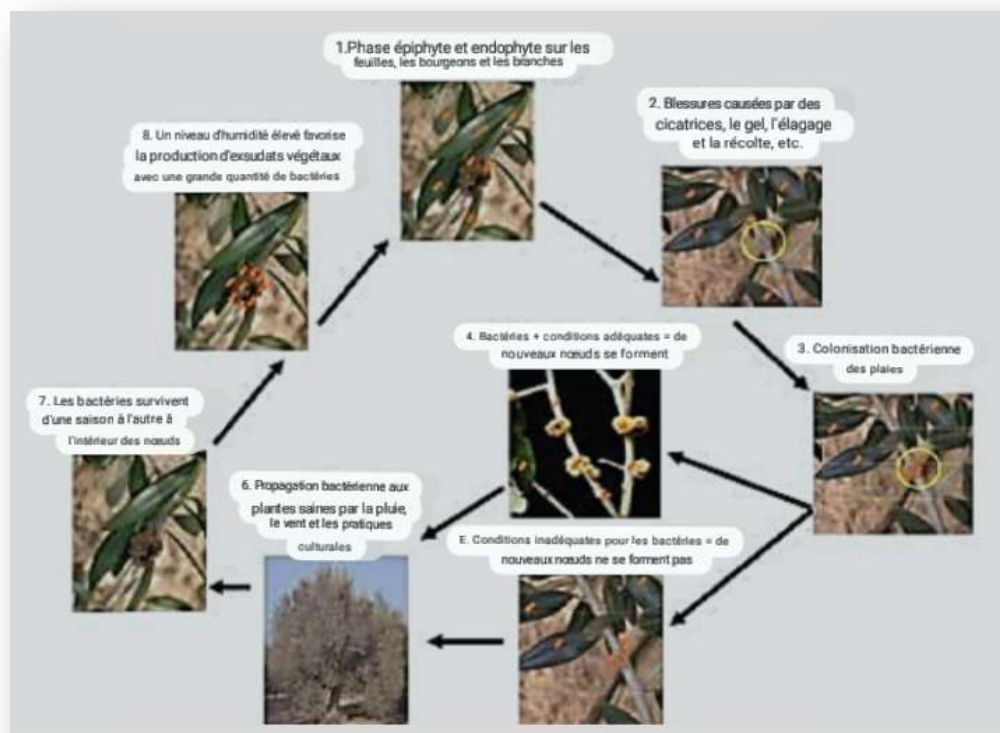 1.Phase épiphyte et endophyte sur les
feuilles, les bourgeons et les branches
2. Blessures causées par des
cicatrices, le gel, l'élagage
et la récolte, etc.
3. Colonisation bactérienne
des plaies
4. Bactéries + conditions adéquates = de
nouveaux nœuds se forment
E. Conditions inadéquates pour les bactéries = de
nouveaux nœuds ne se forment pas
6. Propagation bactérienne aux
plantes saines par la pluie,
le vent et les pratiques
culturales
7. Les bactéries survivent
d'une saison à l'autre à
l'intérieur des nœuds
8. Un niveau d'humidité élevé favorise
la production d'exsudats végétaux
avec une grande quantité de bactéries